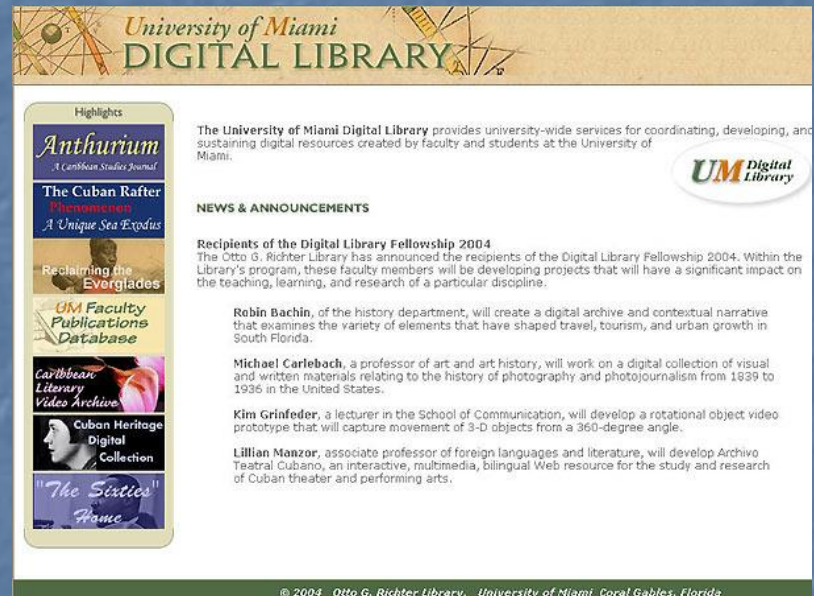 University of Miami
DIGITAL LIBRARY
Highlights
Anthurium
A Caribbean Studies Journal
The Cuban Rafter
Phenomenon
A Unique Sea Exodus
Reclaiming the
Everglades
UM Faculty
Publications
Database
Caribbean
Literary
Video Archive
Cuban Heritage
Digital
Collection
"The Sixties"
Home
The University of Miami Digital Library provides university-wide services for coordinating, developing, and
sustaining digital resources created by faculty and students at the University of
Miami.
UM Digital
Library
NEWS & ANNOUNCEMENTS
Recipients of the Digital Library Fellowship 2004
The Otto G. Richter Library has announced the recipients of the Digital Library Fellowship 2004. Within the
Library's program, these faculty members will be developing projects that will have a significant impact on
the teaching, learning, and research of a particular discipline.
Robin Bachin, of the history department, will create a digital archive and contextual narrative
that examines the variety of elements that have shaped travel, tourism, and urban growth in
South Florida.
Michael Carlebach, a professor of art and art history, will work on a digital collection of visual
and written materials relating to the history of photography and photojournalism from 1839 to
1936 in the United States.
Kim Grinfeder, a lecturer in the School of Communication, will develop a rotational object video
prototype that will capture movement of 3-D objects from a 360-degree angle.
Lillian Manzor, associate professor of foreign languages and literature, will develop Archivo
Teatral Cubano, an interactive, multimedia, bilingual Web resource for the study and research
of Cuban theater and performing arts.
© 2004 Otto G. Richter Library. University of Miami Coral Gables, Florida